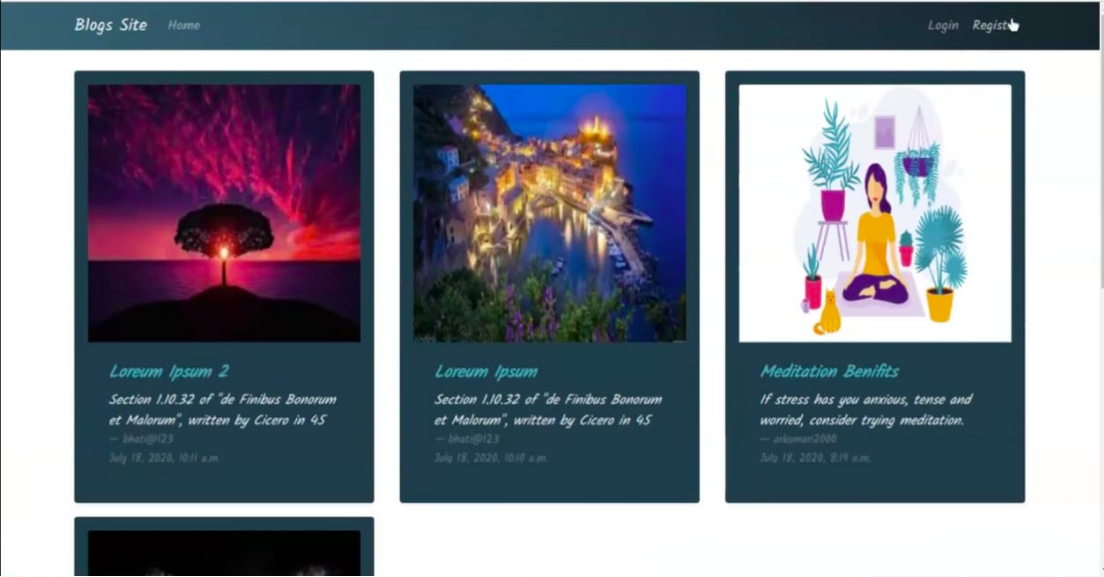 Blogs Site Home Login Regist
Loreum Ipsum 2
Section 1.10.32 of "de Finibus Bonorum
et Malorum", written by Cicero in 45
— bhati@123
July 18, 2020, 10:11 a.m.
Loreum Ipsum
Section 1.10.32 of "de Finibus Bonorum
et Malorum", written by Cicero in 45
— bhati@123
July 18, 2020, 10:10 a.m.
Meditation Benifits
If stress has you anxious, tense and
worried, consider trying meditation.
— arkumari2000
July 18, 2020, 8:19 a.m.